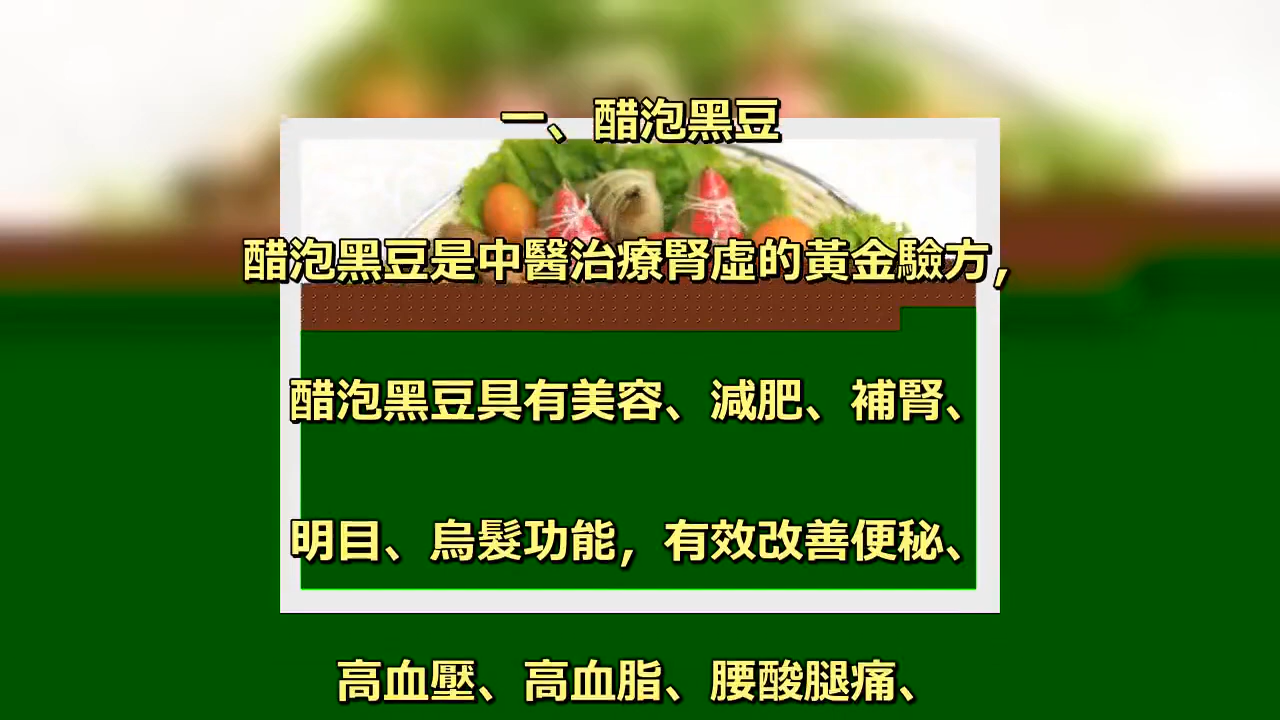 一、醋泡黑豆
醋泡黑豆是中醫治療腎虛的黃金驗方，
醋泡黑豆具有美容、減肥、補腎、
明目、烏髮功能，有效改善便秘、
高血壓、高血脂、腰酸腿痛、